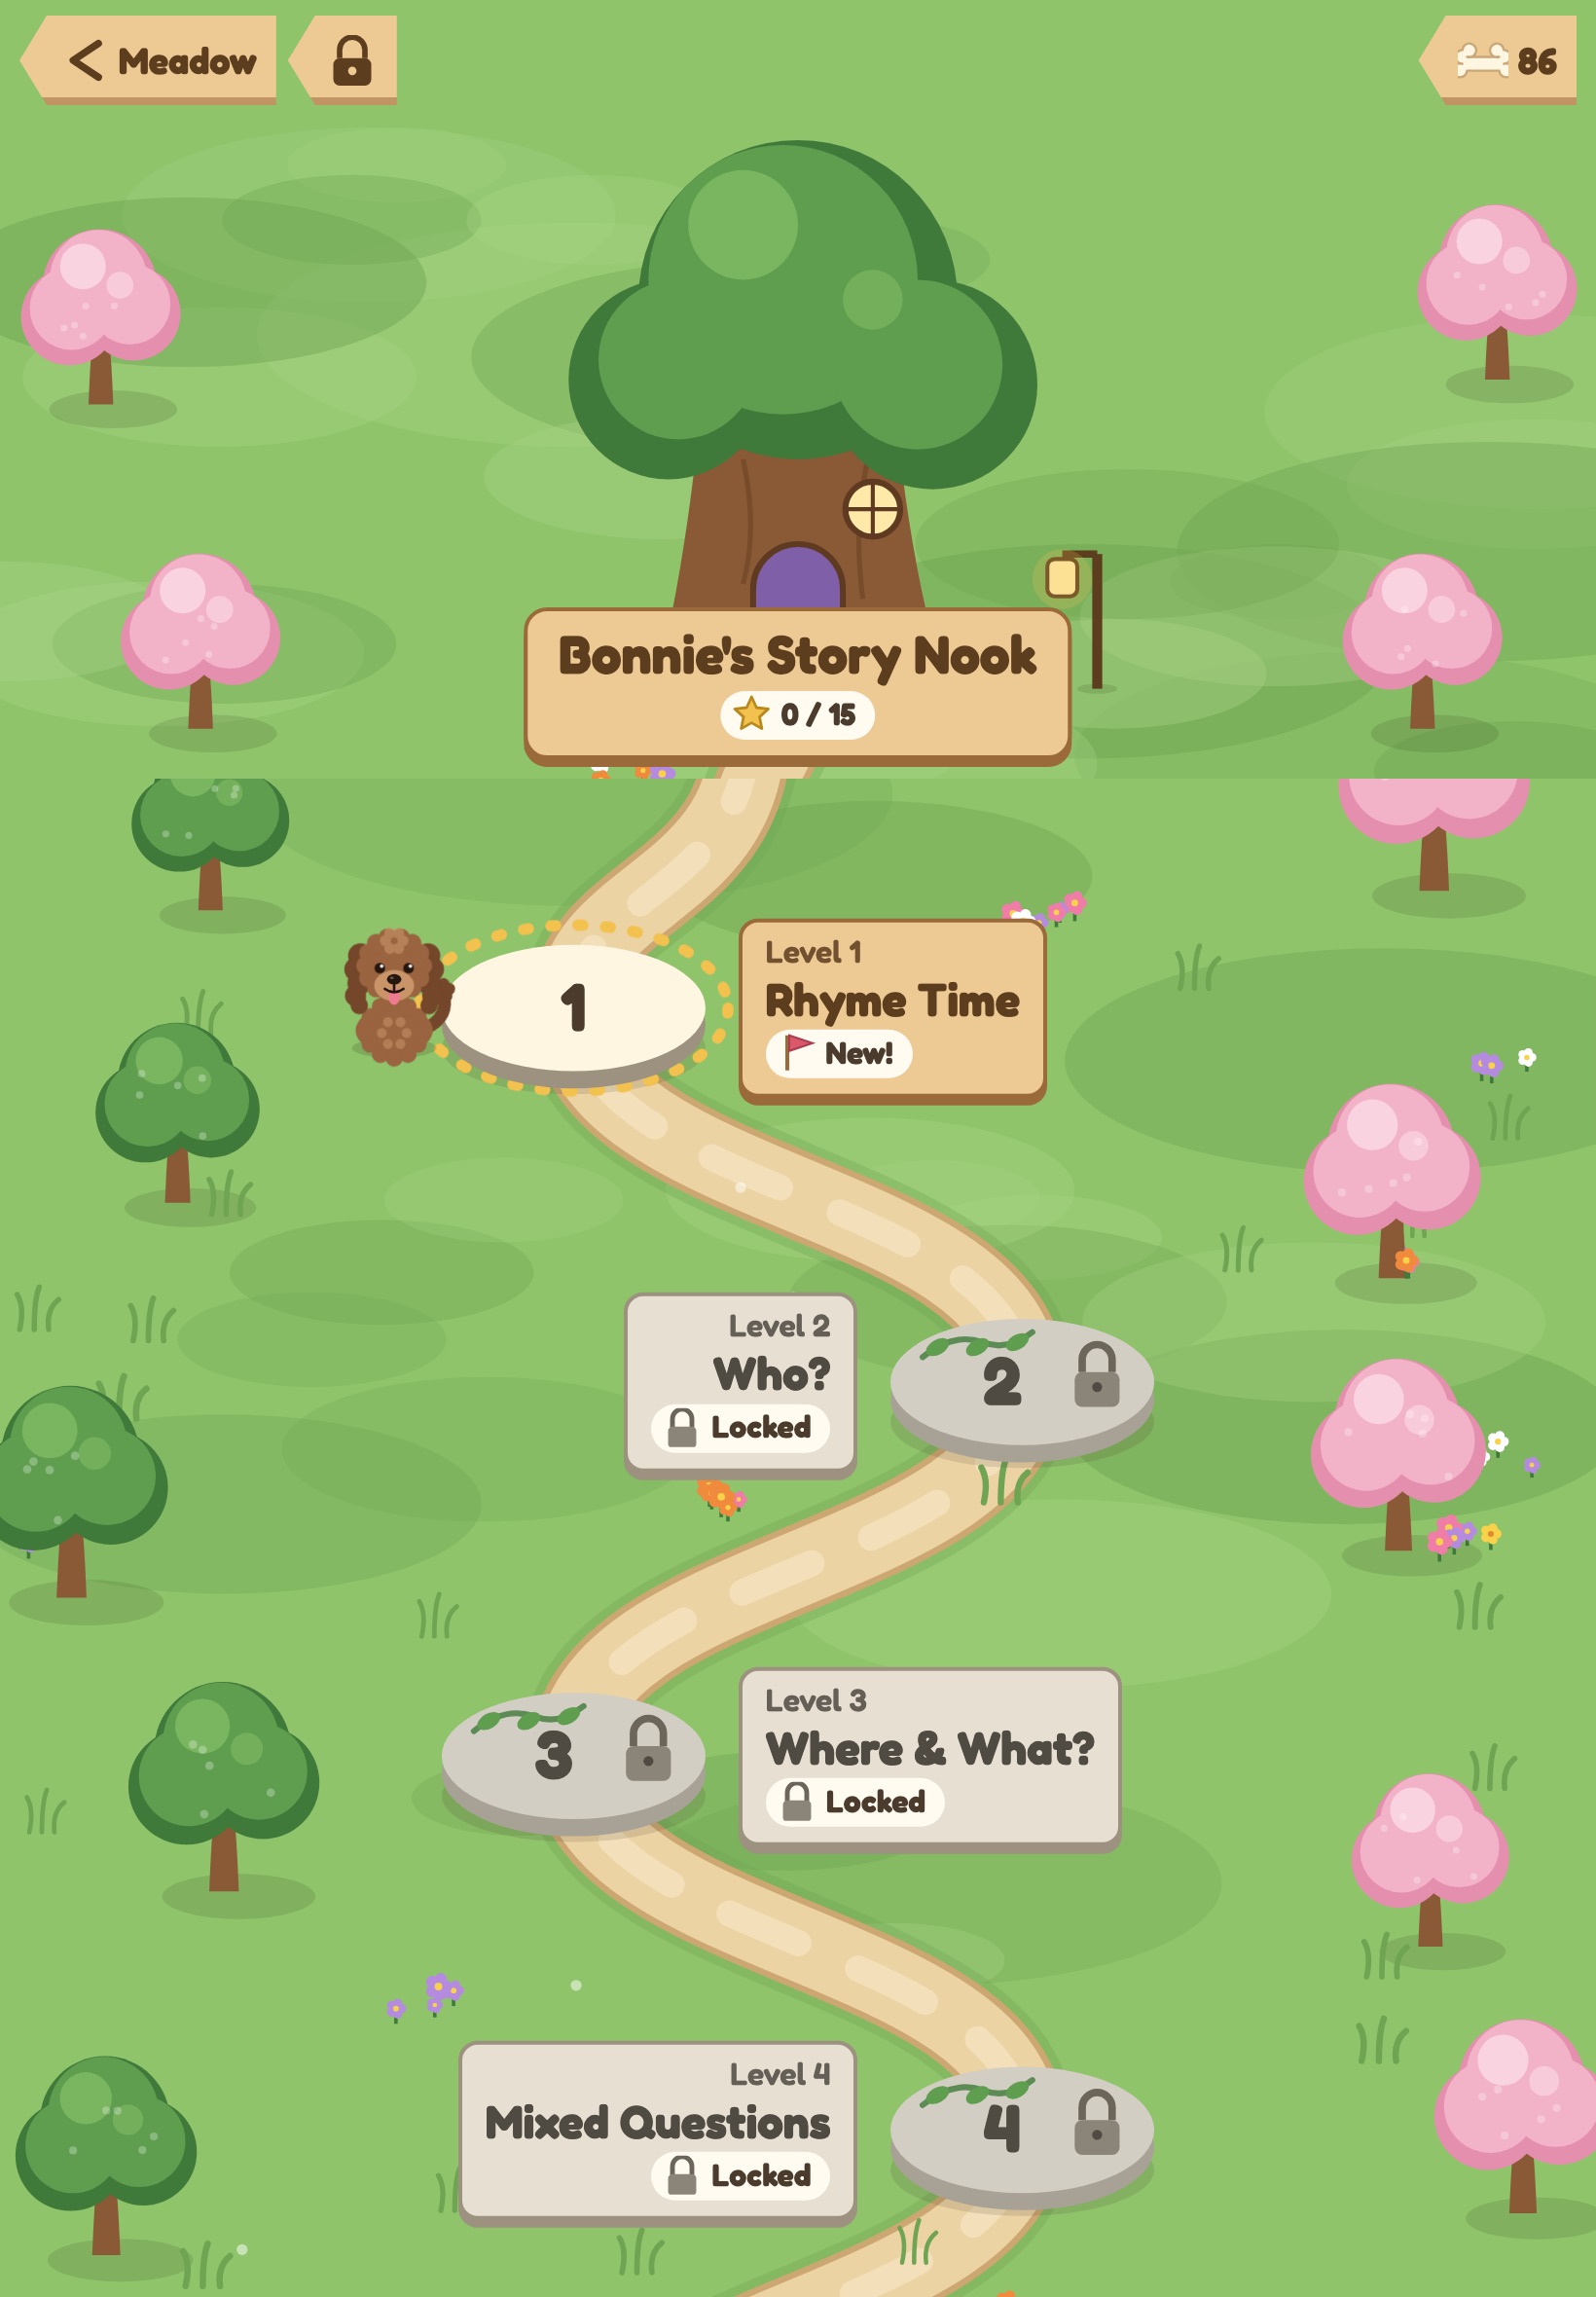 Meadow
86
Bonnie's Story Nook
0 / 15
1
Level 1
Rhyme Time
New!
Level 2
Who?
Locked
2
3
Level 3
Where & What?
Locked
Level 4
Mixed Questions
Locked
4